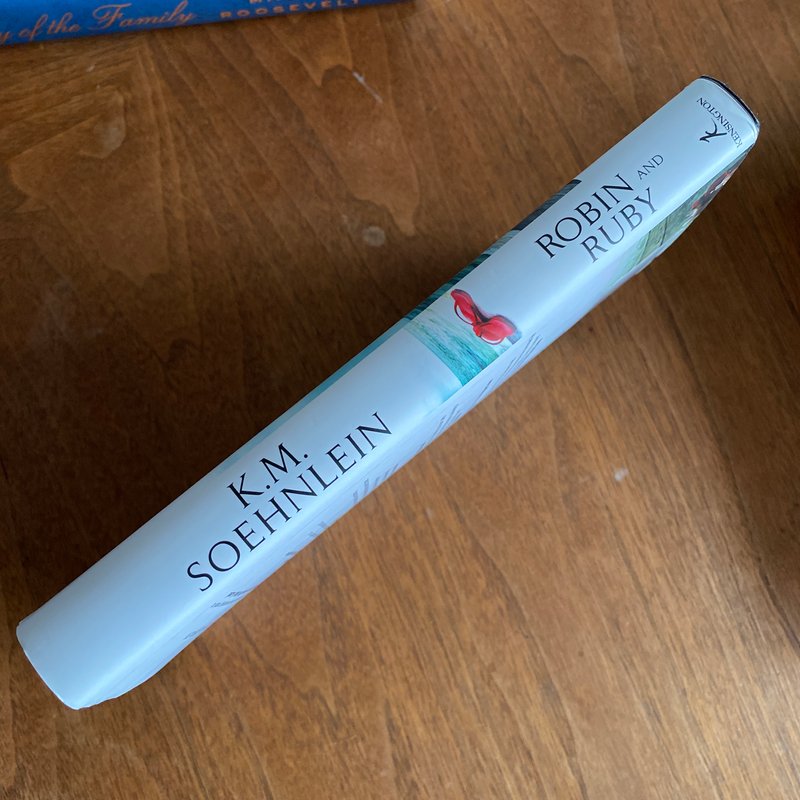 y of the Family
ROOSEVELT
K.M.
SOEHNLEIN
ROBIN AND
RUBY
KENSINGTON